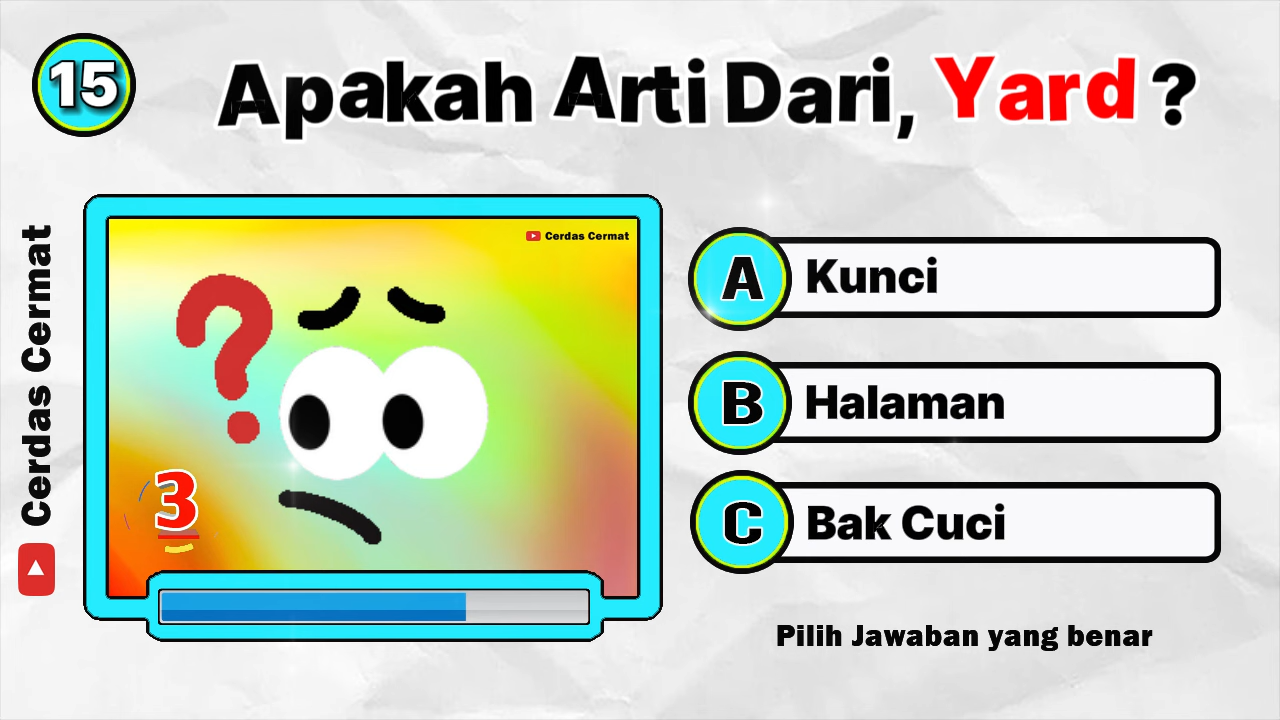 15
Apakah Arti Dari, Yard ?
Cerdas Cermat
Cerdas Cermat
?
3
A Kunci
B Halaman
C Bak Cuci
Pilih Jawaban yang benar